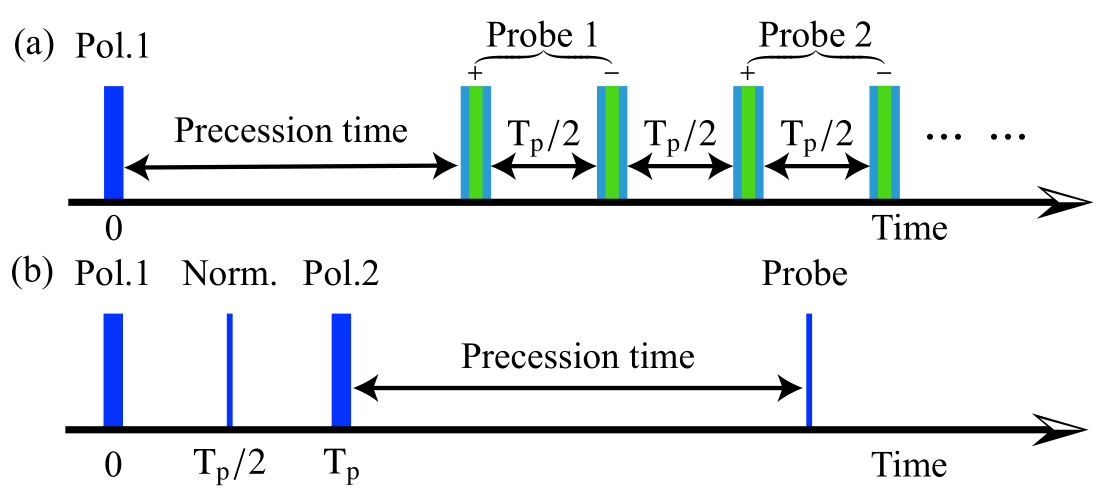 (a) Pol.1 Probe 1 Probe 2
+ − + −
Precession time Tₚ/2 Tₚ/2 Tₚ/2 ... ...
0 Time
(b) Pol.1 Norm. Pol.2 Probe
Precession time
0 Tₚ/2 Tₚ Time